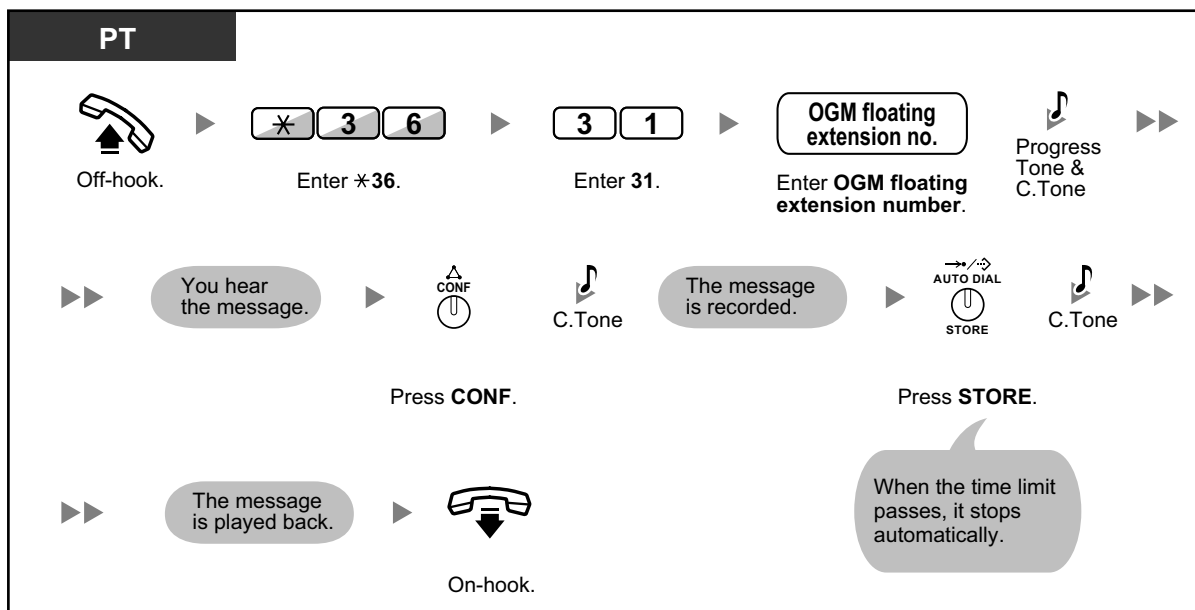 PT
✳ 3 6
3 1
OGM floating
extension no.
Progress
Tone &
C.Tone
Off-hook.
Enter ✳36.
Enter 31.
Enter OGM floating
extension number.
You hear
the message.
CONF
C.Tone
The message
is recorded.
AUTO DIAL
STORE
C.Tone
Press CONF.
Press STORE.
When the time limit
passes, it stops
automatically.
The message
is played back.
On-hook.